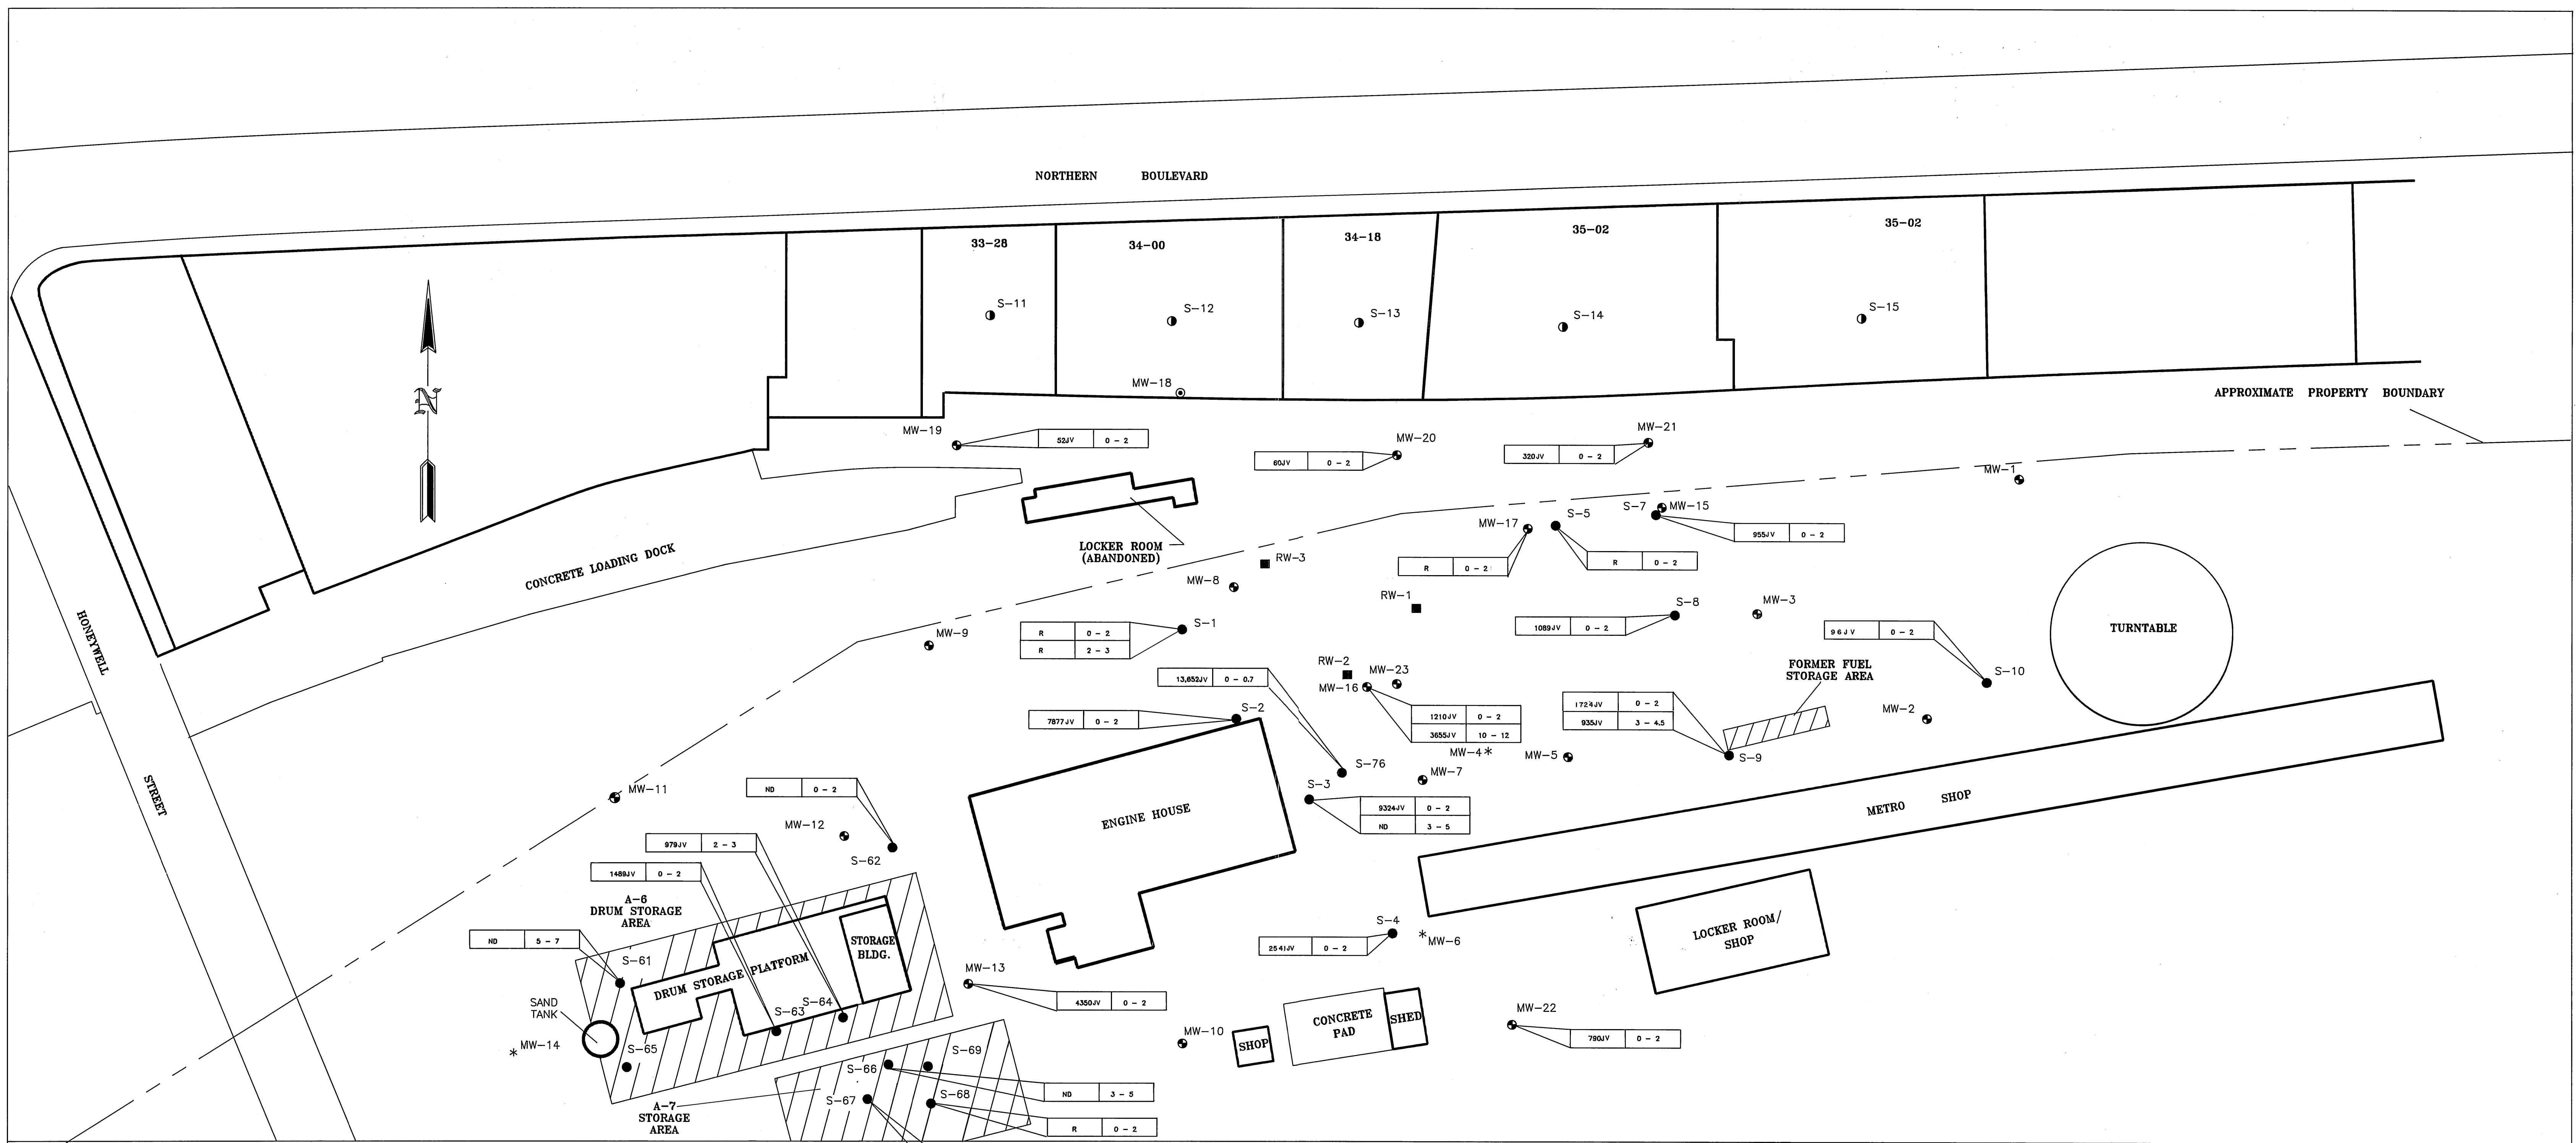 NORTHERN BOULEVARD
33-28
34-00
34-18
35-02
35-02
S-11
S-12
S-13
S-14
S-15
N
MW-18
APPROXIMATE PROPERTY BOUNDARY
MW-19
52JV 0 - 2
MW-20
60JV 0 - 2
MW-21
320JV 0 - 2
MW-1
LOCKER ROOM
(ABANDONED)
CONCRETE LOADING DOCK
RW-3
MW-8
MW-17
R 0 - 2
S-5
R 0 - 2
S-7
MW-15
955JV 0 - 2
RW-1
S-8
1089JV 0 - 2
MW-3
96JV 0 - 2
S-10
TURNTABLE
HONEYWELL
STREET
MW-9
S-1
R 0 - 2
R 2 - 3
RW-2
MW-23
MW-16
13,652JV 0 - 0.7
1210JV 0 - 2
3655JV 10 - 12
FORMER FUEL
STORAGE AREA
1724JV 0 - 2
935JV 3 - 4.5
S-9
MW-2
S-2
7877JV 0 - 2
MW-4*
MW-5
S-76
MW-7
S-3
9324JV 0 - 2
ND 3 - 5
MW-11
ND 0 - 2
MW-12
S-62
ENGINE HOUSE
METRO SHOP
979JV 2 - 3
1489JV 0 - 2
A-6
DRUM STORAGE
AREA
ND 5 - 7
S-61
STORAGE
BLDG.
DRUM STORAGE PLATFORM
S-4
2541JV 0 - 2
*MW-6
LOCKER ROOM/
SHOP
MW-13
4350JV 0 - 2
SAND
TANK
S-64
S-63
* MW-14
S-65
MW-10
SHOP
CONCRETE
PAD
SHED
MW-22
790JV 0 - 2
S-69
S-66
ND 3 - 5
S-67
S-68
R 0 - 2
A-7
STORAGE
AREA